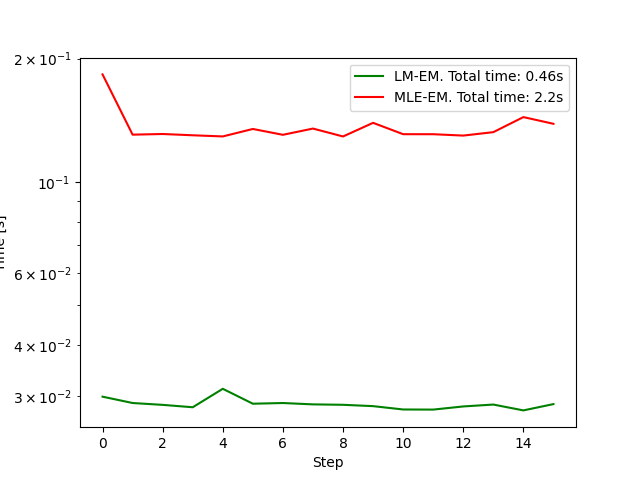 2 × 10⁻¹
LM-EM. Total time: 0.46s
MLE-EM. Total time: 2.2s
10⁻¹
6 × 10⁻²
4 × 10⁻²
3 × 10⁻²
0 2 4 6 8 10 12 14
Step